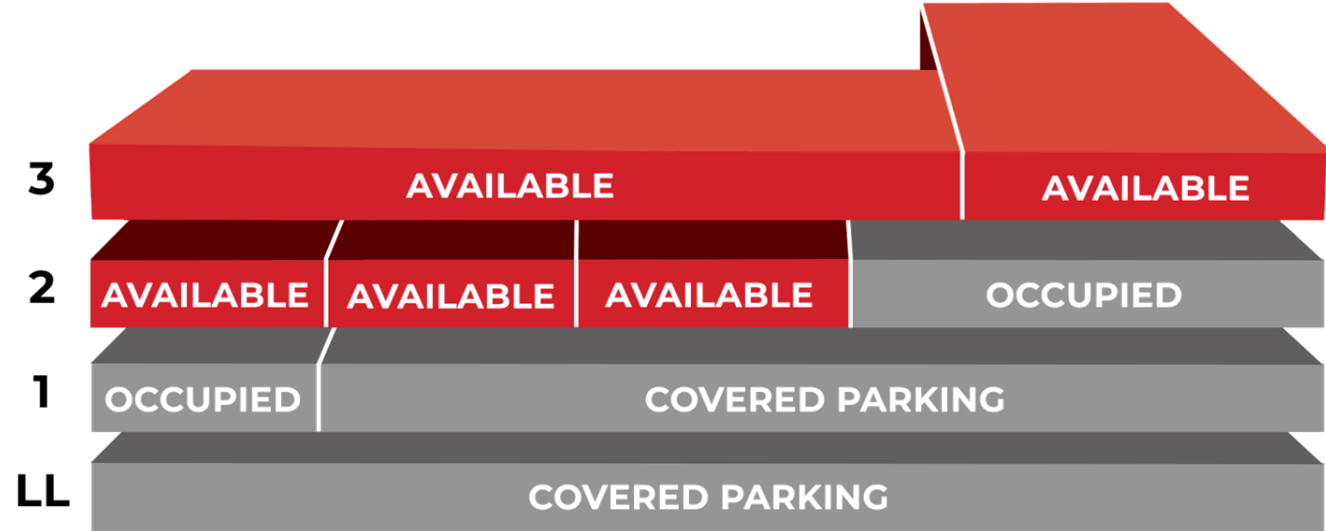 3 AVAILABLE AVAILABLE
2 AVAILABLE AVAILABLE AVAILABLE OCCUPIED
1 OCCUPIED COVERED PARKING
LL COVERED PARKING